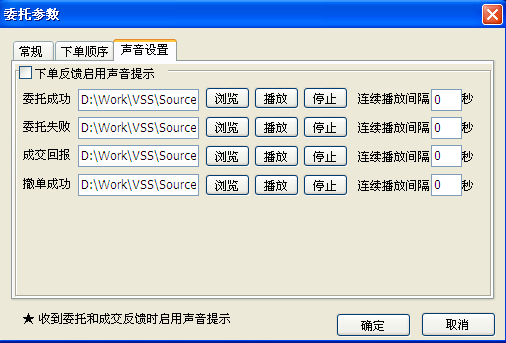 委托参数
常规 下单顺序 声音设置
下单反馈启用声音提示
委托成功 D:\Work\VSS\Source 浏览 播放 停止 连续播放间隔 0 秒
委托失败 D:\Work\VSS\Source 浏览 播放 停止 连续播放间隔 0 秒
成交回报 D:\Work\VSS\Source 浏览 播放 停止 连续播放间隔 0 秒
撤单成功 D:\Work\VSS\Source 浏览 播放 停止 连续播放间隔 0 秒
★ 收到委托和成交反馈时启用声音提示
确定 取消